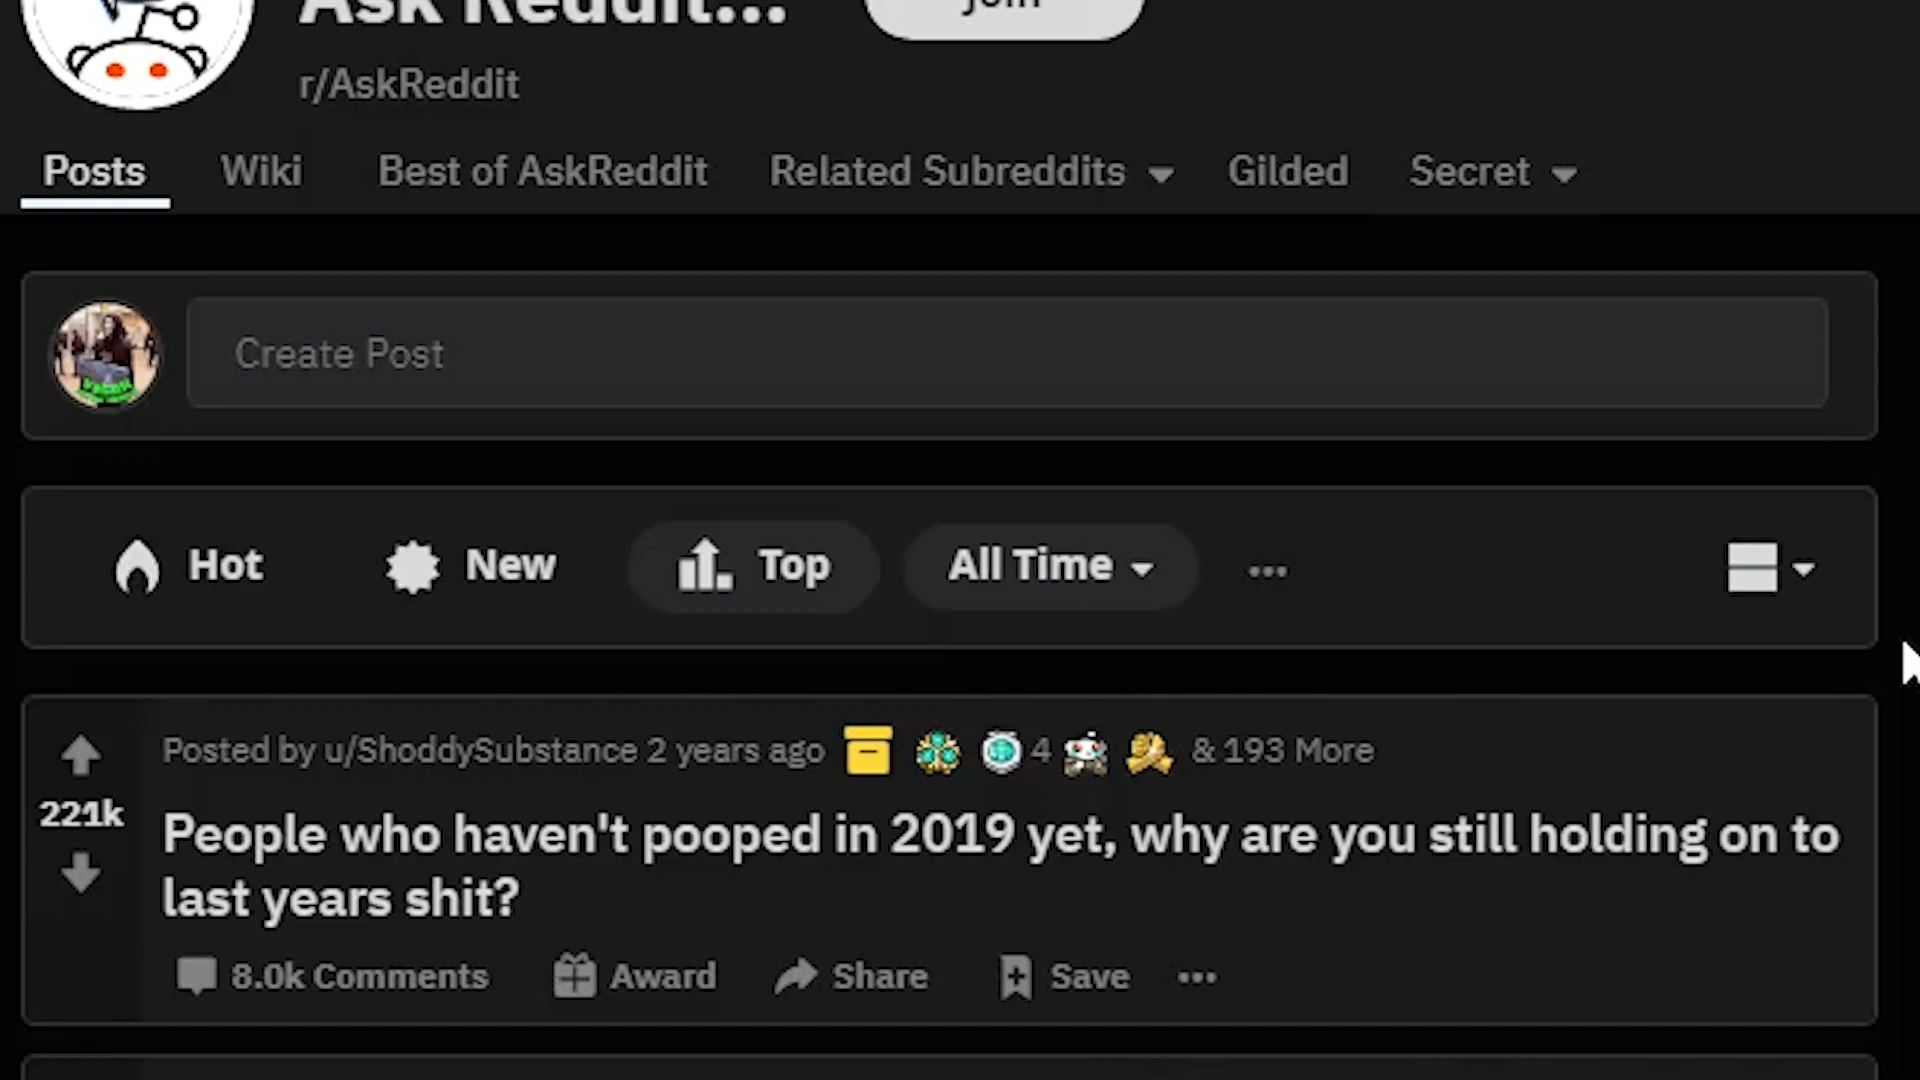 Ask Reddit...
Join
r/AskReddit
Posts Wiki Best of AskReddit Related Subreddits Gilded Secret
Create Post
Hot New Top All Time ...
Posted by u/ShoddySubstance 2 years ago 4 & 193 More
221k
People who haven't pooped in 2019 yet, why are you still holding on to
last years shit?
8.0k Comments Award Share Save ...